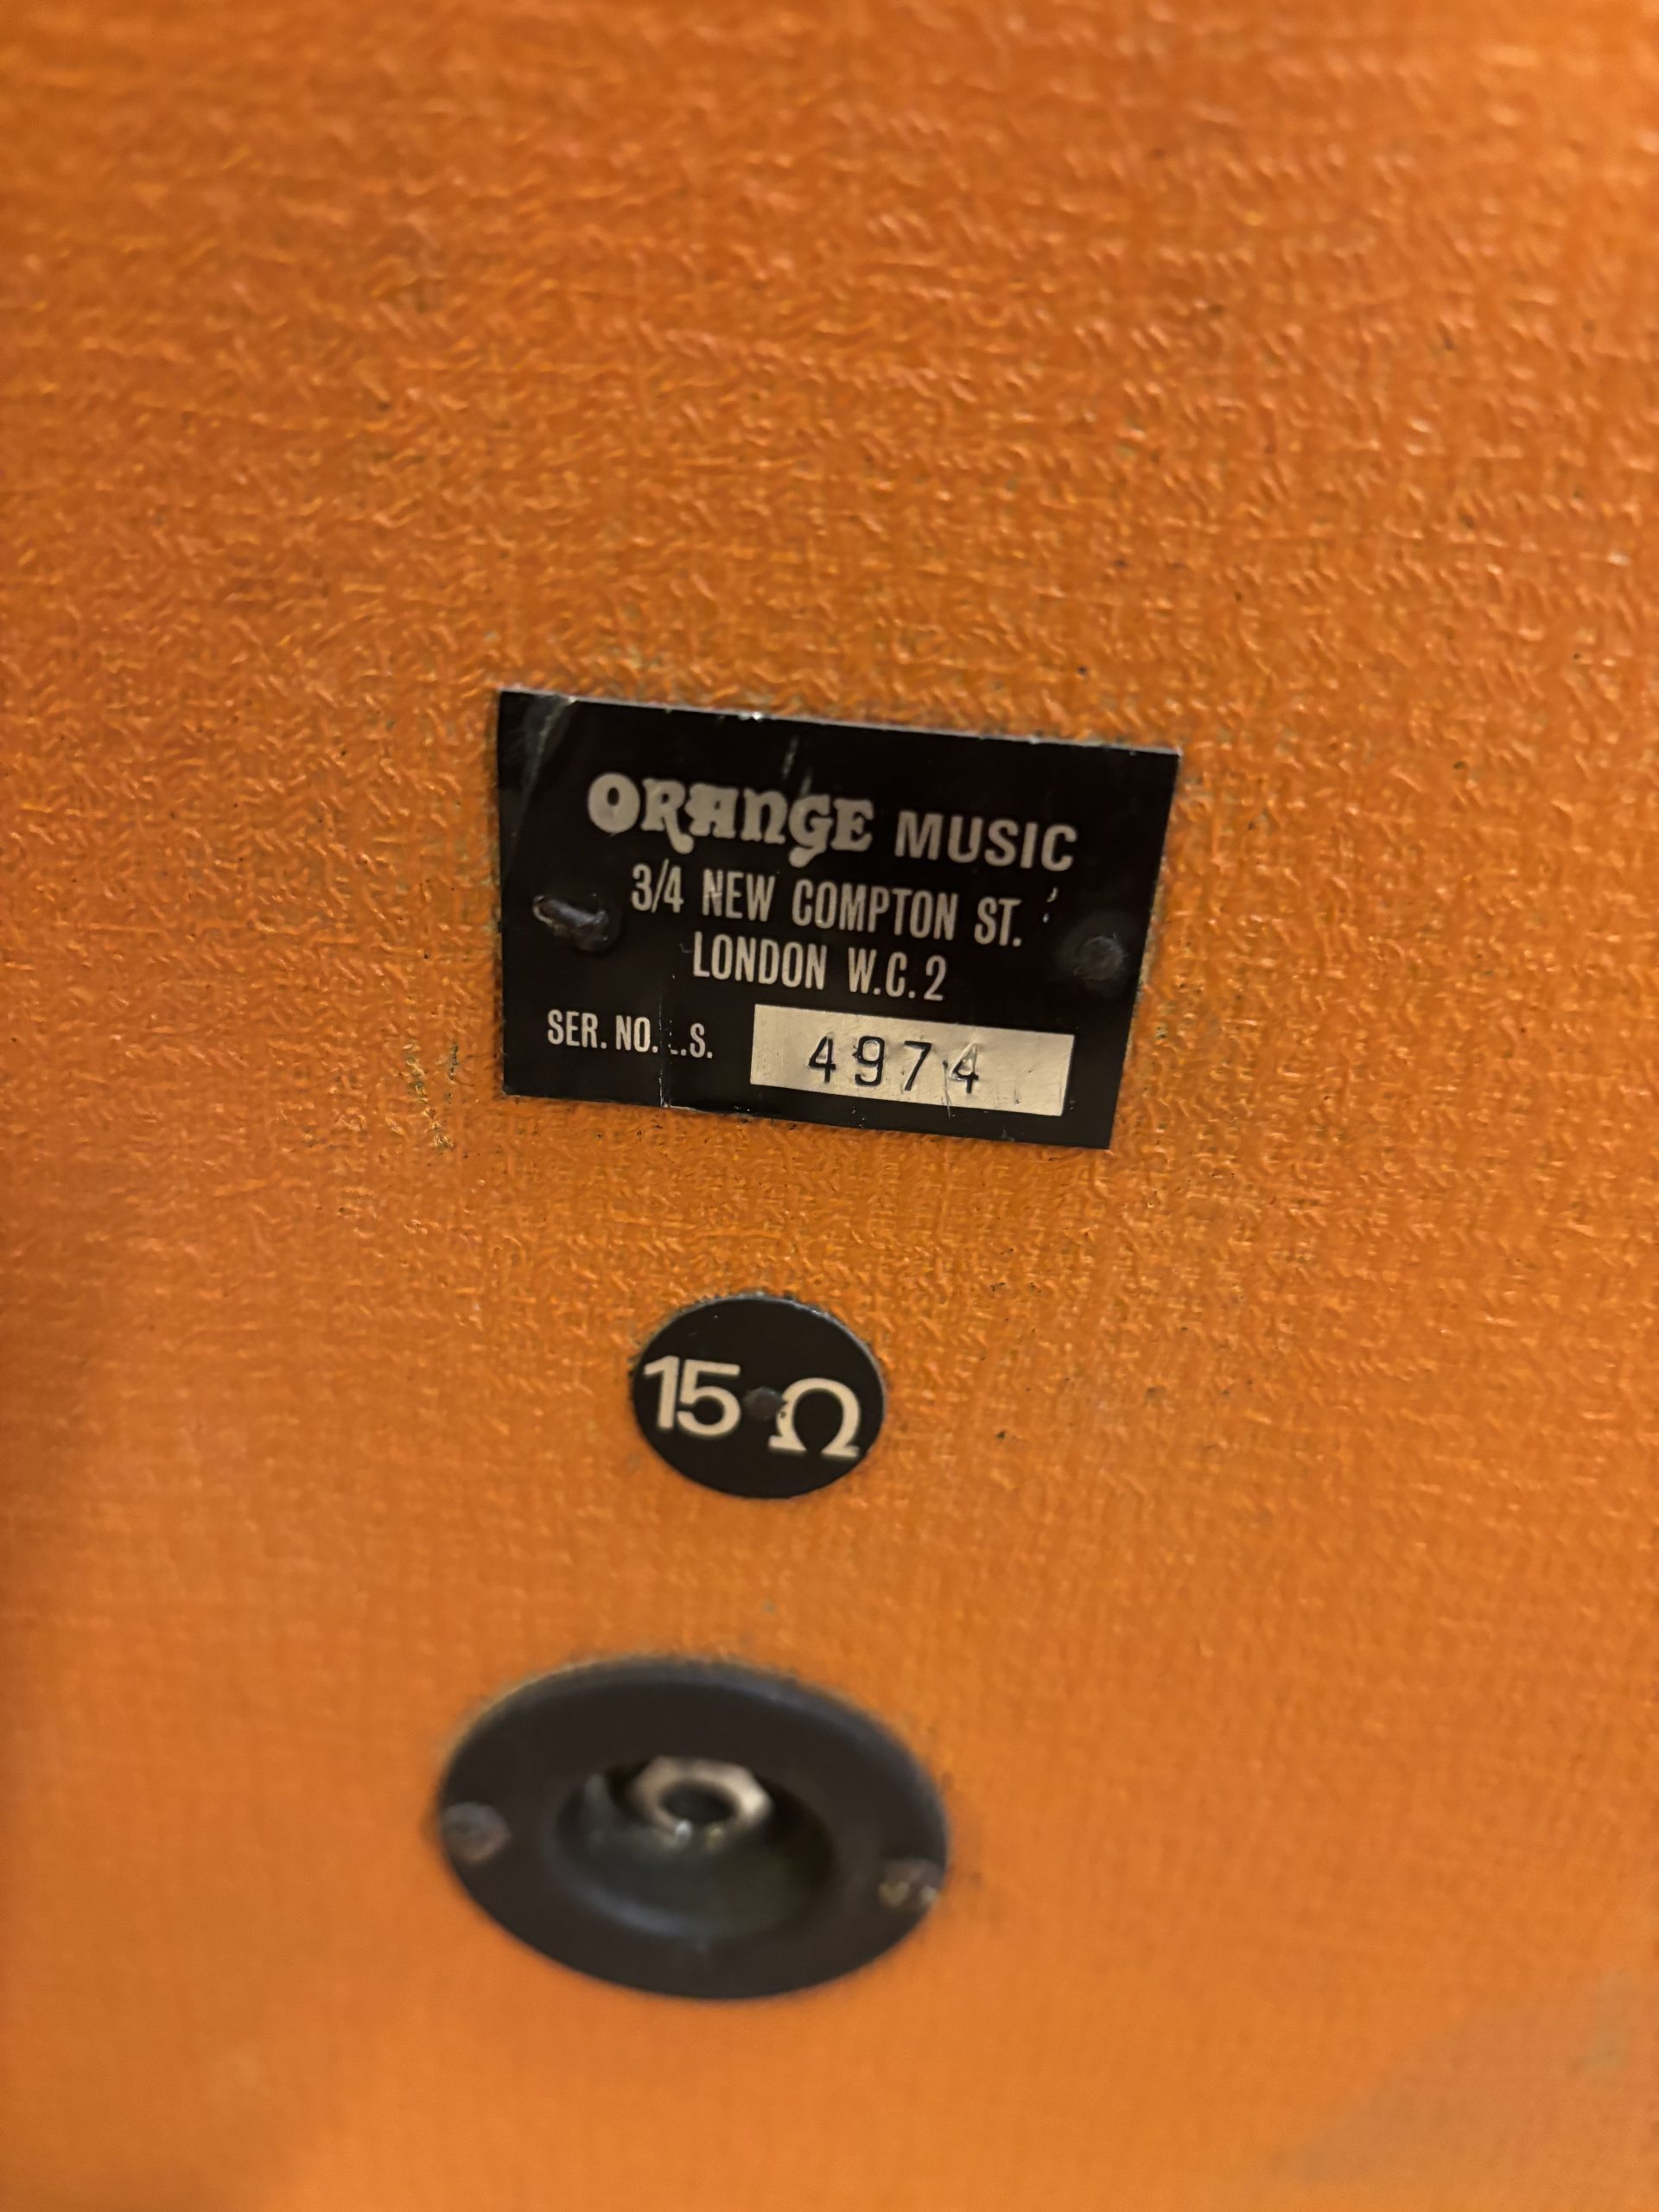 ORANGE MUSIC
3/4 NEW COMPTON ST.
LONDON W.C.2
SER. NO. L.S. 4974
15 Ω